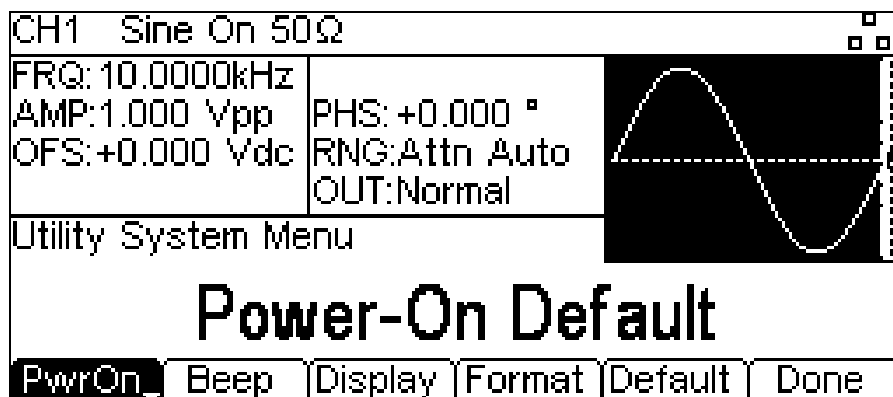 CH1 Sine On 50Ω
FRQ:10.0000kHz
AMP:1.000 Vpp
OFS:+0.000 Vdc
PHS:+0.000 °
RNG:Attn Auto
OUT:Normal
Utility System Menu
Power-On Default
PwrOn Beep Display Format Default Done